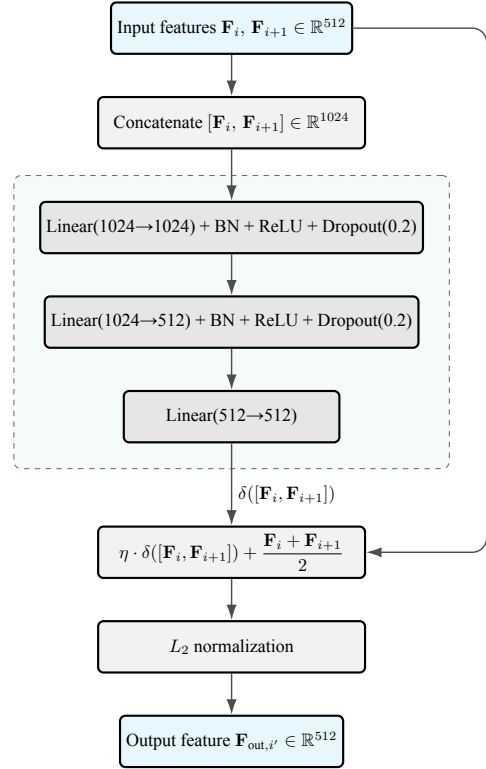 Input features F_i, F_{i+1} ∈ ℝ^{512}
Concatenate [F_i, F_{i+1}] ∈ ℝ^{1024}
Linear(1024→1024) + BN + ReLU + Dropout(0.2)
Linear(1024→512) + BN + ReLU + Dropout(0.2)
Linear(512→512)
δ([F_i, F_{i+1}])
η · δ([F_i, F_{i+1}]) + \frac{F_i + F_{i+1}}{2}
L_2 normalization
Output feature F_{out,i'} ∈ ℝ^{512}